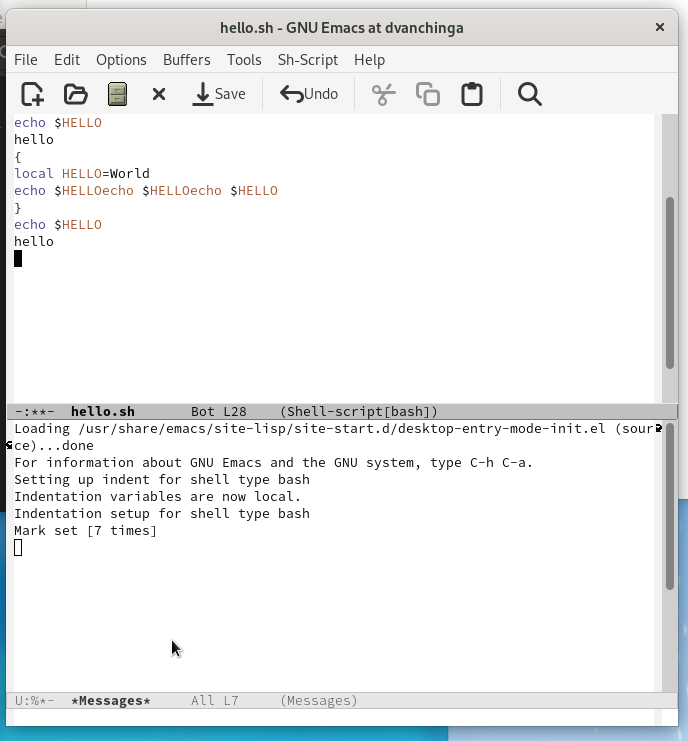 hello.sh - GNU Emacs at dvanchinga ×
File Edit Options Buffers Tools Sh-Script Help
Save Undo
echo $HELLO
hello
{
local HELLO=World
echo $HELLOecho $HELLOecho $HELLO
}
echo $HELLO
hello
-:**- hello.sh Bot L28 (Shell-script[bash])
Loading /usr/share/emacs/site-lisp/site-start.d/desktop-entry-mode-init.el (sour
ce)...done
For information about GNU Emacs and the GNU system, type C-h C-a.
Setting up indent for shell type bash
Indentation variables are now local.
Indentation setup for shell type bash
Mark set [7 times]
U:%*- *Messages* All L7 (Messages)